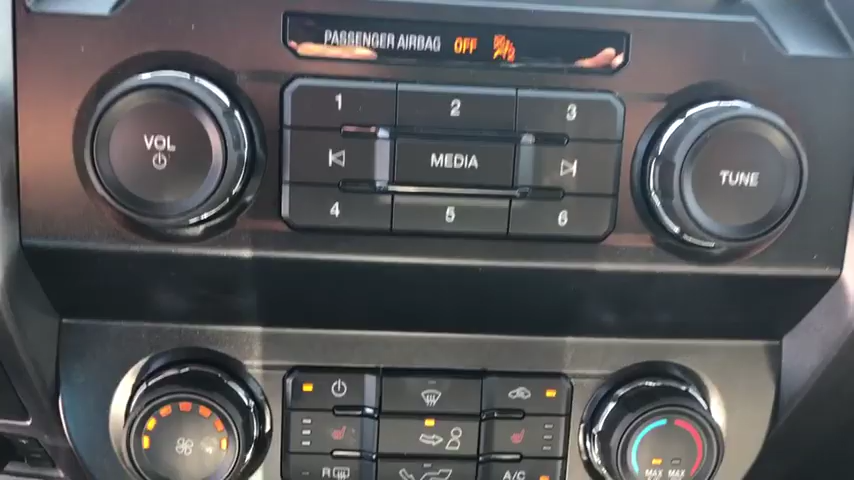 PASSENGER AIRBAG OFF
1 2 3
VOL
MEDIA
TUNE
4 5 6
R
A/C
MAX MAX